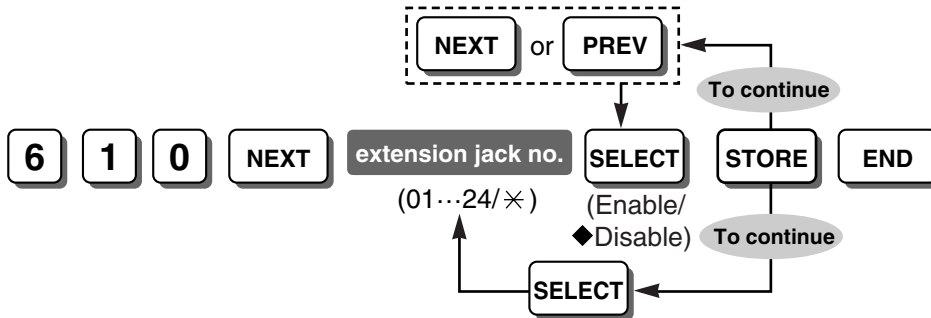 NEXT or PREV
To continue
6 1 0 NEXT extension jack no. SELECT STORE END
(01···24/✳) (Enable/
◆Disable) To continue
SELECT